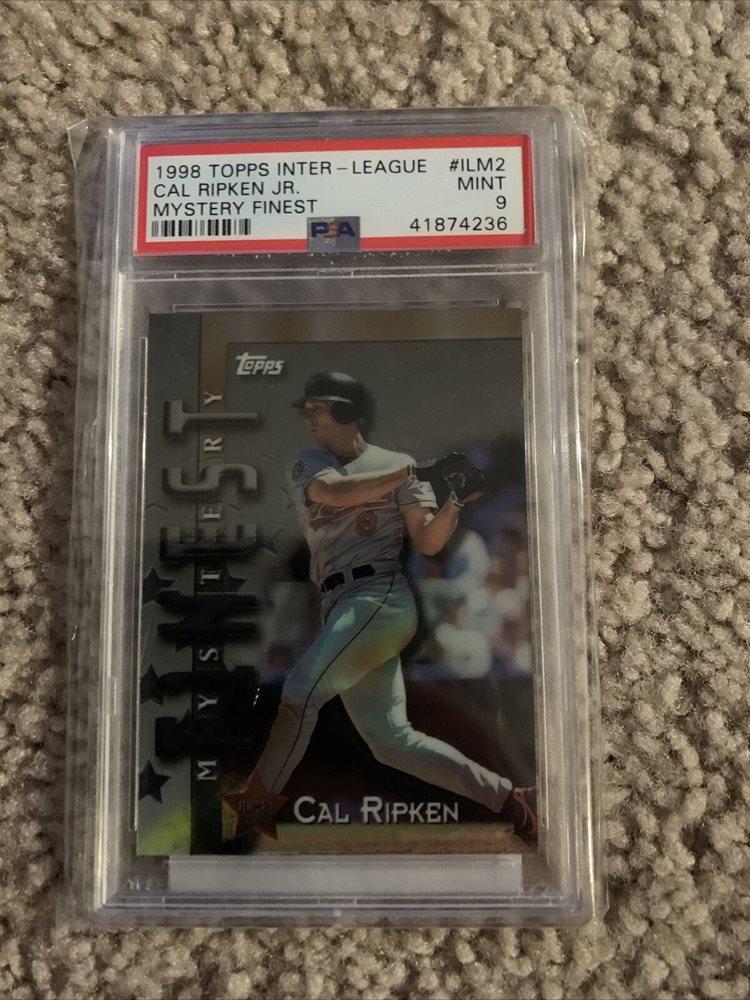 1998 TOPPS INTER-LEAGUE #ILM2
CAL RIPKEN JR. MINT
MYSTERY FINEST 9
PSA 41874236
topps
FINEST
MYSTERY
8
ILM2 CAL RIPKEN